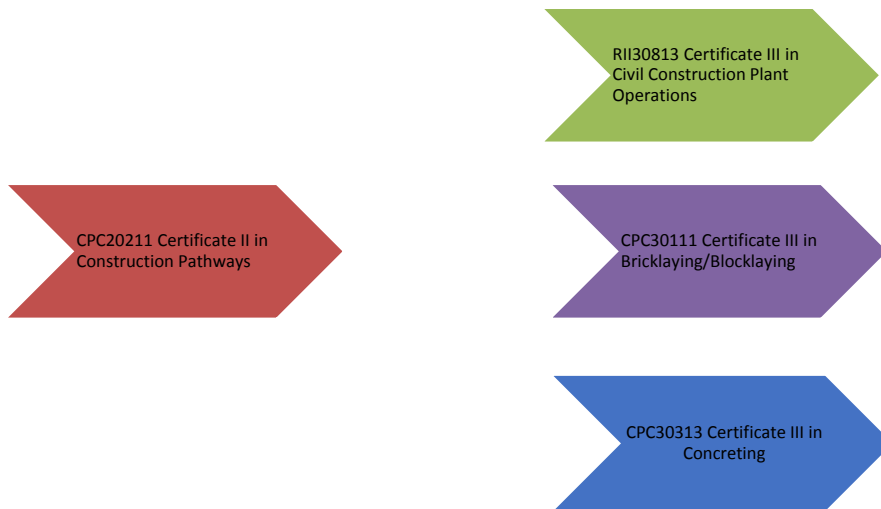 RII30813 Certificate III in
Civil Construction Plant
Operations
CPC20211 Certificate II in
Construction Pathways
CPC30111 Certificate III in
Bricklaying/Blocklaying
CPC30313 Certificate III in
Concreting